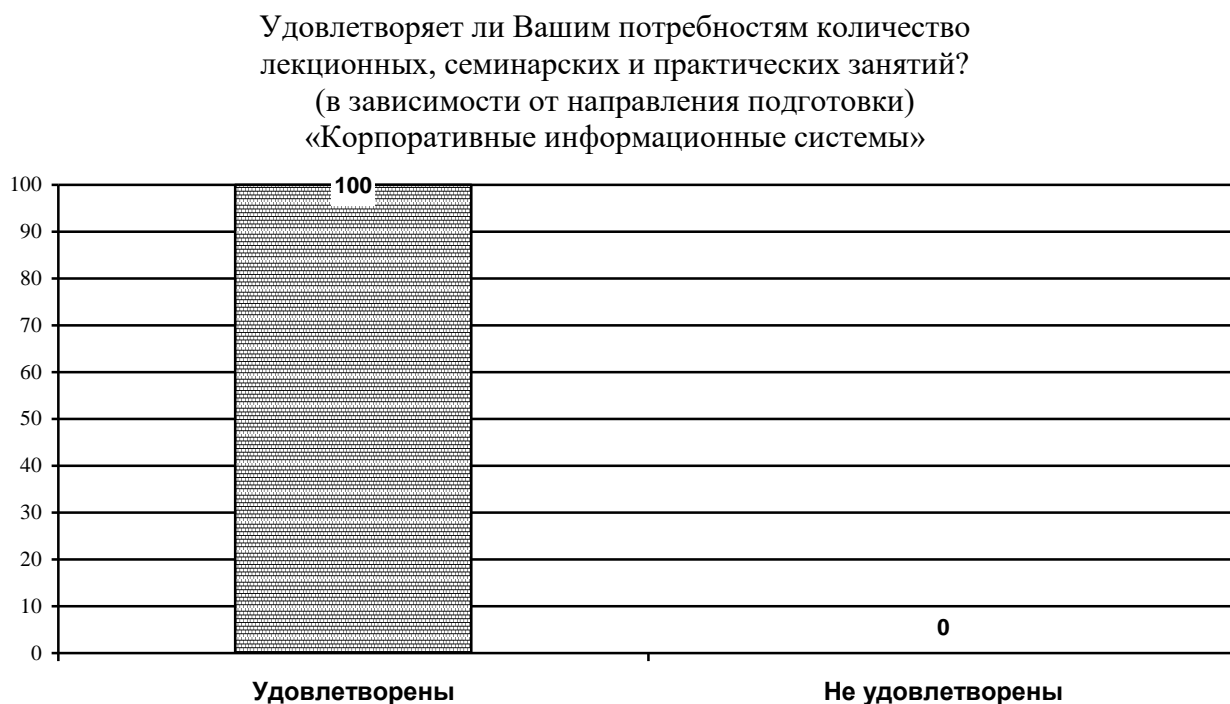 Удовлетворяет ли Вашим потребностям количество
лекционных, семинарских и практических занятий?
(в зависимости от направления подготовки)
«Корпоративные информационные системы»
100
100
90
80
70
60
50
40
30
20
10
0
0
Удовлетворены
Не удовлетворены